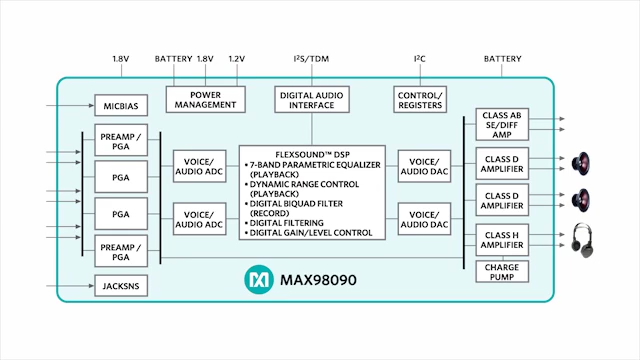 1.8V BATTERY 1.8V 1.2V I²S/TDM I²C BATTERY
MICBIAS
POWER
MANAGEMENT
DIGITAL AUDIO
INTERFACE
CONTROL/
REGISTERS
CLASS AB
SE/DIFF
AMP
PREAMP /
PGA
PGA
PGA
PREAMP /
PGA
JACKSNS
VOICE/
AUDIO ADC
VOICE/
AUDIO ADC
FLEXSOUND™ DSP
• 7-BAND PARAMETRIC EQUALIZER
(PLAYBACK)
• DYNAMIC RANGE CONTROL
(PLAYBACK)
• DIGITAL BIQUAD FILTER
(RECORD)
• DIGITAL FILTERING
• DIGITAL GAIN/LEVEL CONTROL
VOICE/
AUDIO DAC
VOICE/
AUDIO DAC
CLASS D
AMPLIFIER
CLASS D
AMPLIFIER
CLASS H
AMPLIFIER
CHARGE
PUMP
MAX98090